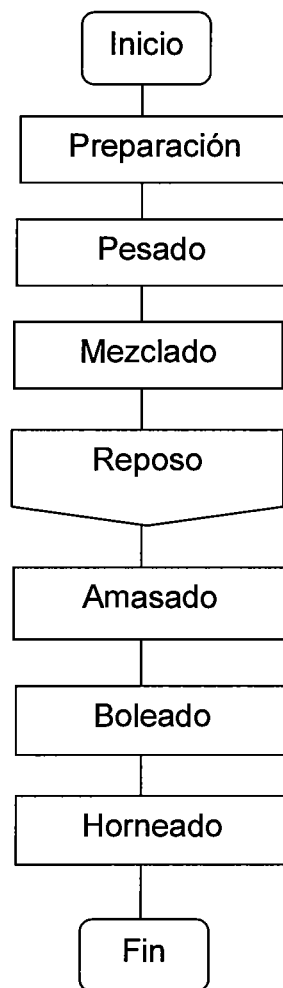 Inicio
Preparación
Pesado
Mezclado
Reposo
Amasado
Boleado
Horneado
Fin